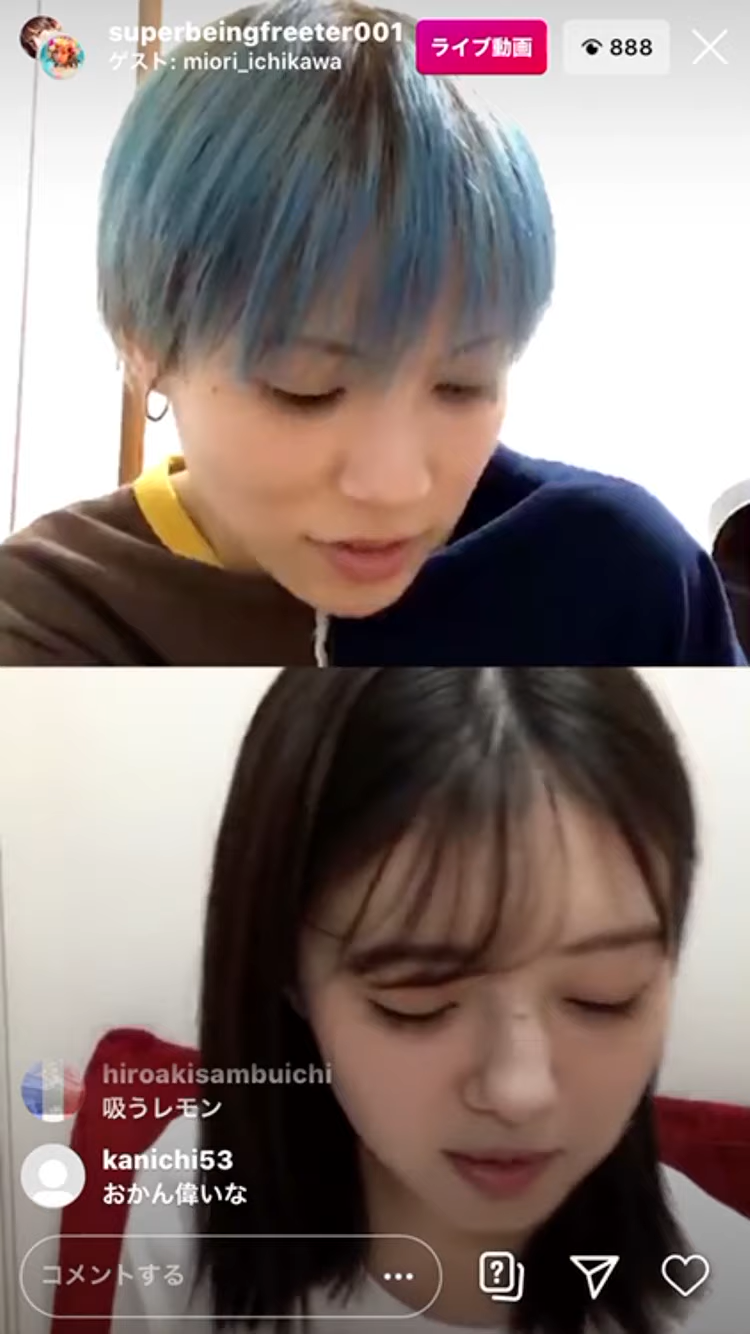 superbeingfreeter001
ゲスト: miori_ichikawa
ライブ動画
888
hiroakisambuichi
吸うレモン
kanichi53
おかん偉いな
コメントする